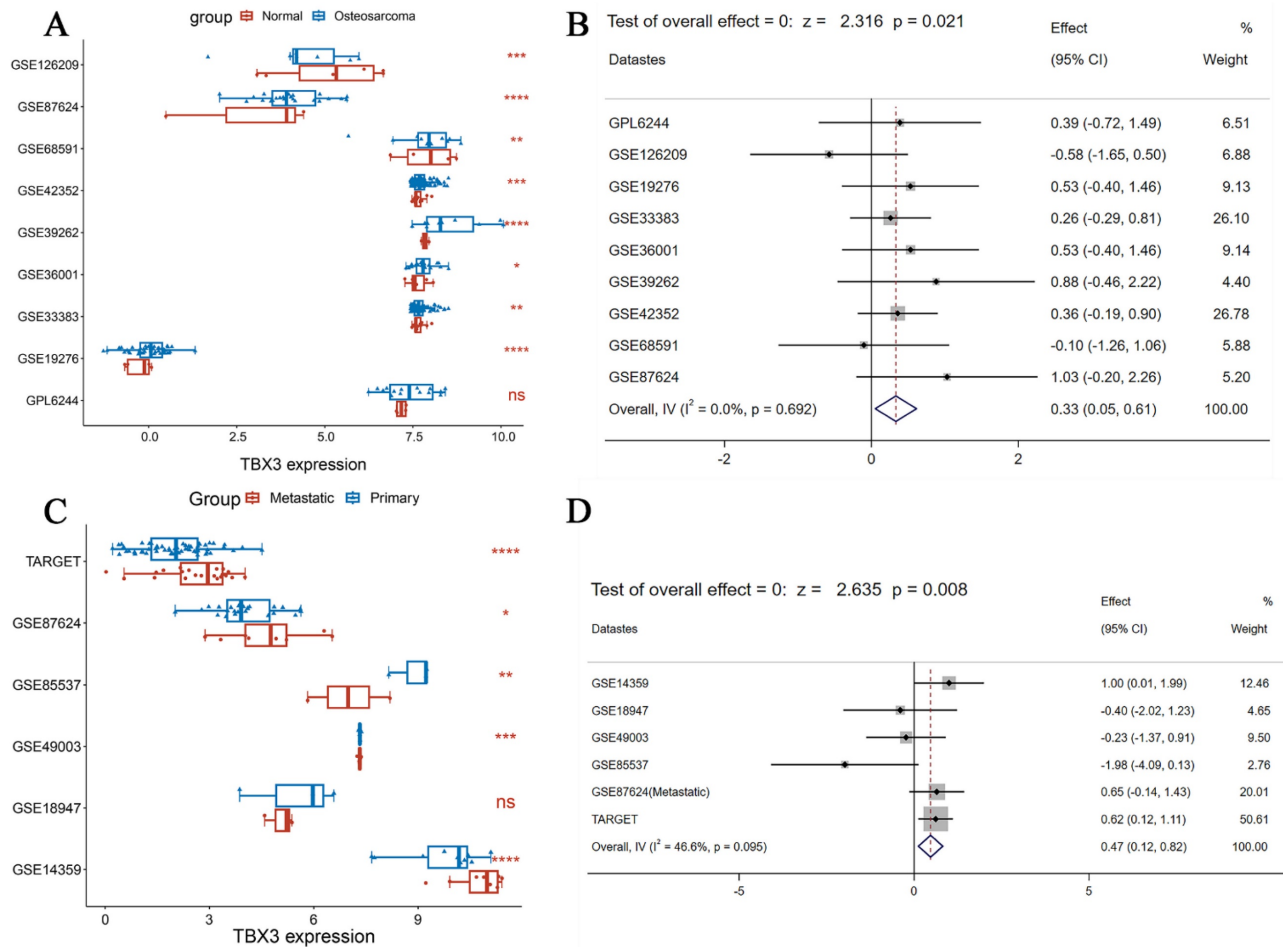 A
group Normal Osteosarcoma
GSE126209 ***
GSE87624 ****
GSE68591 **
GSE42352 ***
GSE39262 ****
GSE36001 *
GSE33383 **
GSE19276 ****
GPL6244 ns
0.0 2.5 5.0 7.5 10.0
TBX3 expression
B
Test of overall effect = 0: z = 2.316 p = 0.021
Effect %
Datastes (95% CI) Weight
GPL6244 0.39 (-0.72, 1.49) 6.51
GSE126209 -0.58 (-1.65, 0.50) 6.88
GSE19276 0.53 (-0.40, 1.46) 9.13
GSE33383 0.26 (-0.29, 0.81) 26.10
GSE36001 0.53 (-0.40, 1.46) 9.14
GSE39262 0.88 (-0.46, 2.22) 4.40
GSE42352 0.36 (-0.19, 0.90) 26.78
GSE68591 -0.10 (-1.26, 1.06) 5.88
GSE87624 1.03 (-0.20, 2.26) 5.20
Overall, IV (I² = 0.0%, p = 0.692) 0.33 (0.05, 0.61) 100.00
-2 0 2
C
Group Metastatic Primary
TARGET ****
GSE87624 *
GSE85537 **
GSE49003 ***
GSE18947 ns
GSE14359 ****
0 3 6 9
TBX3 expression
D
Test of overall effect = 0: z = 2.635 p = 0.008
Effect %
Datastes (95% CI) Weight
GSE14359 1.00 (0.01, 1.99) 12.46
GSE18947 -0.40 (-2.02, 1.23) 4.65
GSE49003 -0.23 (-1.37, 0.91) 9.50
GSE85537 -1.98 (-4.09, 0.13) 2.76
GSE87624(Metastatic) 0.65 (-0.14, 1.43) 20.01
TARGET 0.62 (0.12, 1.11) 50.61
Overall, IV (I² = 46.6%, p = 0.095) 0.47 (0.12, 0.82) 100.00
-5 0 5